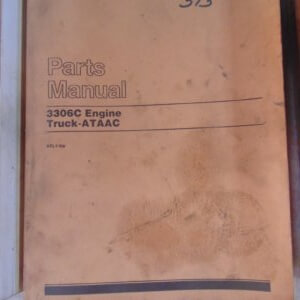 Parts
Manual
3306C Engine
Truck-ATAAC